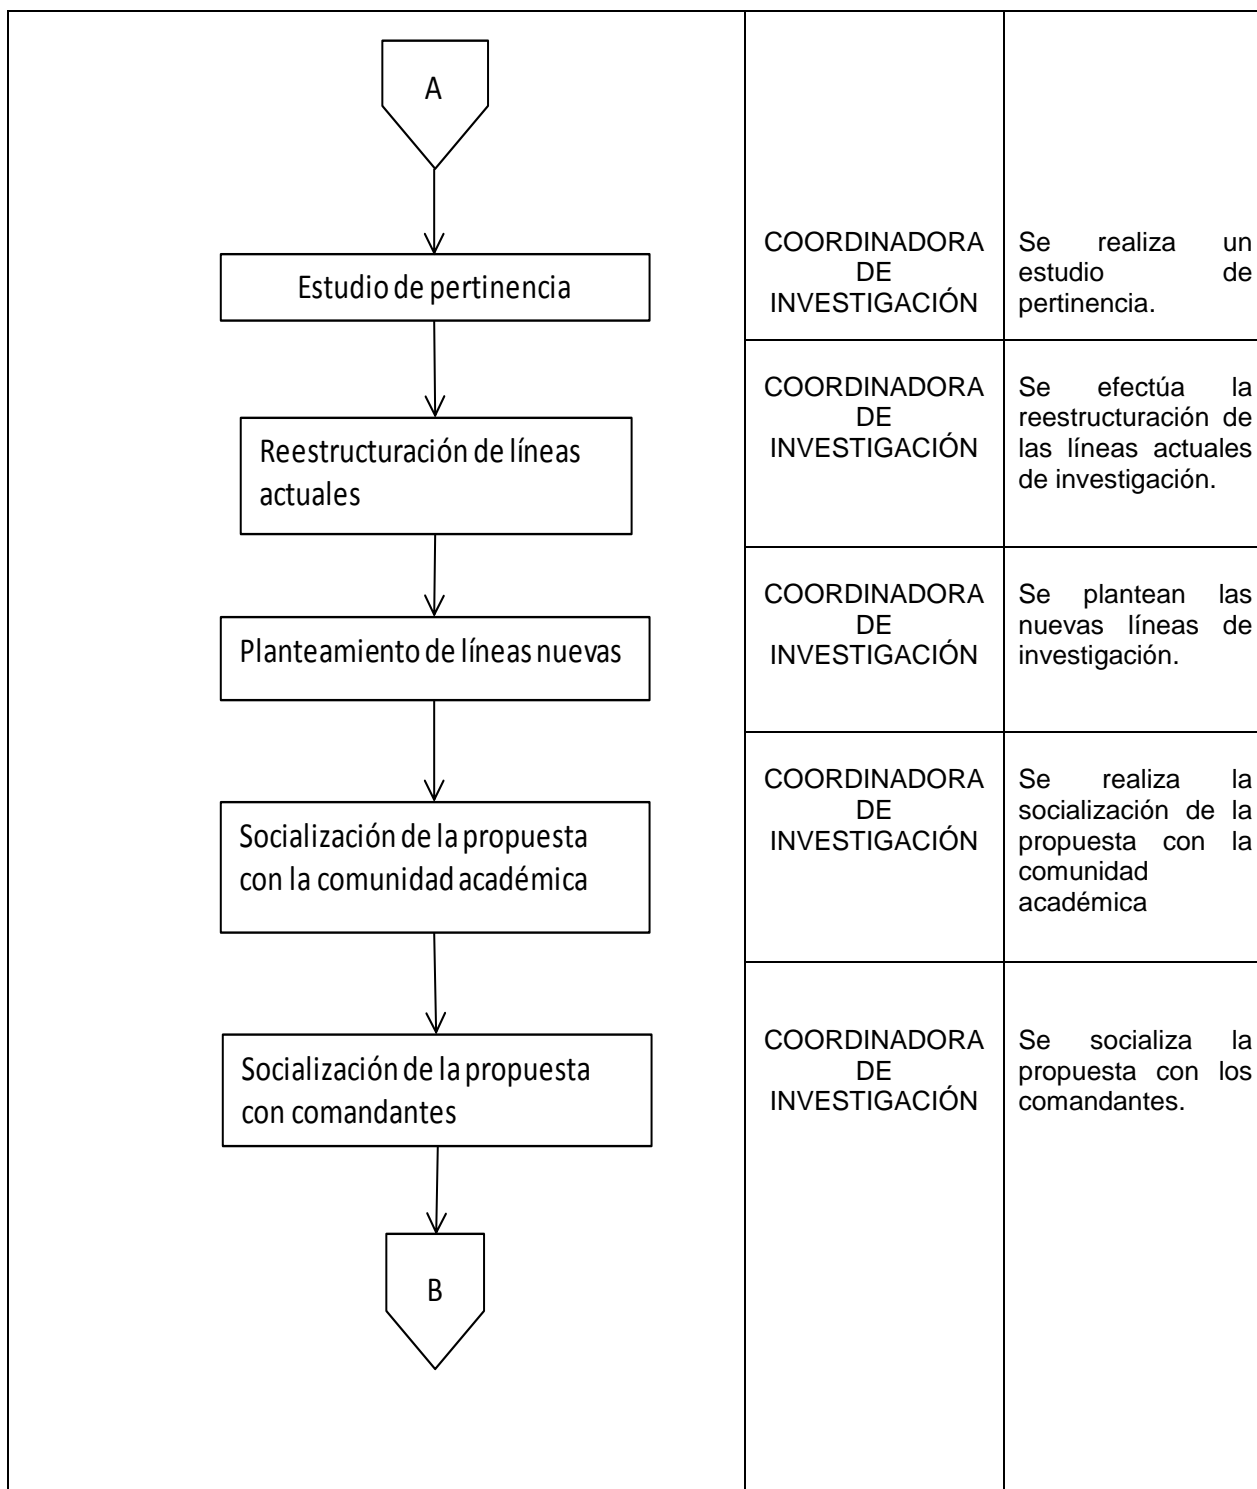 A
Estudio de pertinencia
COORDINADORA
DE
INVESTIGACIÓN
Se realiza un
estudio de
pertinencia.
Reestructuración de líneas
actuales
COORDINADORA
DE
INVESTIGACIÓN
Se efectúa la
reestructuración de
las líneas actuales
de investigación.
Planteamiento de líneas nuevas
COORDINADORA
DE
INVESTIGACIÓN
Se plantean las
nuevas líneas de
investigación.
Socialización de la propuesta
con la comunidad académica
COORDINADORA
DE
INVESTIGACIÓN
Se realiza la
socialización de la
propuesta con la
comunidad
académica
Socialización de la propuesta
con comandantes
COORDINADORA
DE
INVESTIGACIÓN
Se socializa la
propuesta con los
comandantes.
B